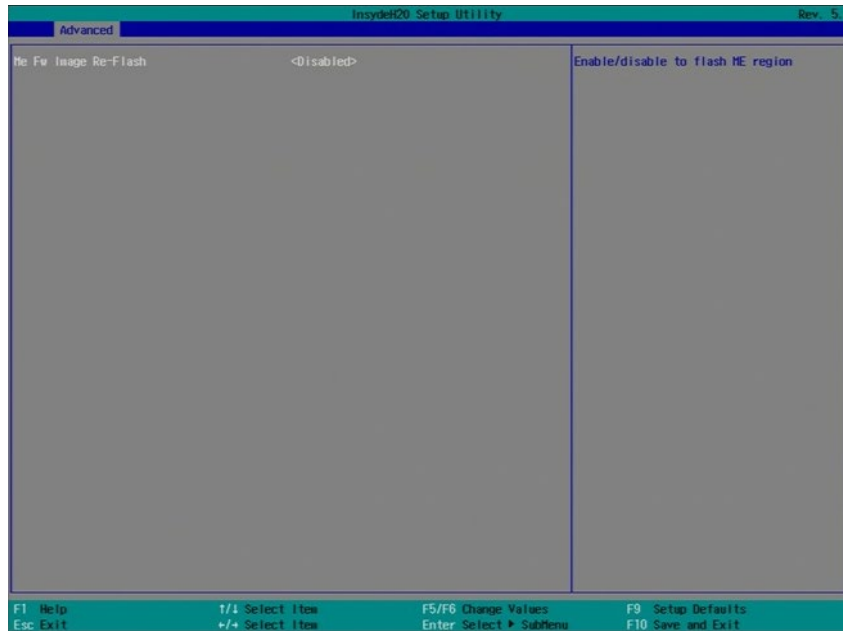 InsydeH20 Setup Utility Rev. 5.
Advanced
Me Fw Image Re-Flash <Disabled> Enable/disable to flash ME region
F1 Help ↑/↓ Select Item F5/F6 Change Values F9 Setup Defaults
Esc Exit ←/→ Select Item Enter Select ▶ SubMenu F10 Save and Exit